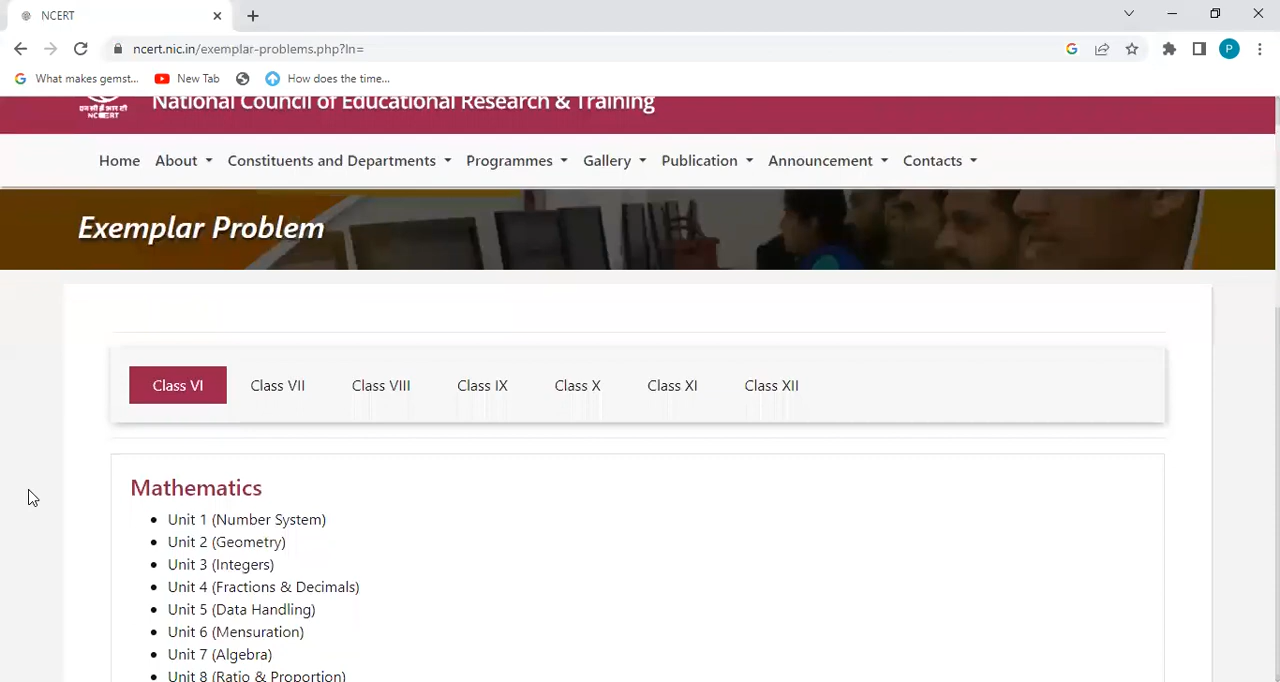 NCERT
ncert.nic.in/exemplar-problems.php?ln=
P
What makes gemst...
New Tab
How does the time...
National Council of Educational Research & Training
NCERT
Home
About
Constituents and Departments
Programmes
Gallery
Publication
Announcement
Contacts
Exemplar Problem
Class VI
Class VII
Class VIII
Class IX
Class X
Class XI
Class XII
Mathematics
• Unit 1 (Number System)
• Unit 2 (Geometry)
• Unit 3 (Integers)
• Unit 4 (Fractions & Decimals)
• Unit 5 (Data Handling)
• Unit 6 (Mensuration)
• Unit 7 (Algebra)
• Unit 8 (Ratio & Proportion)